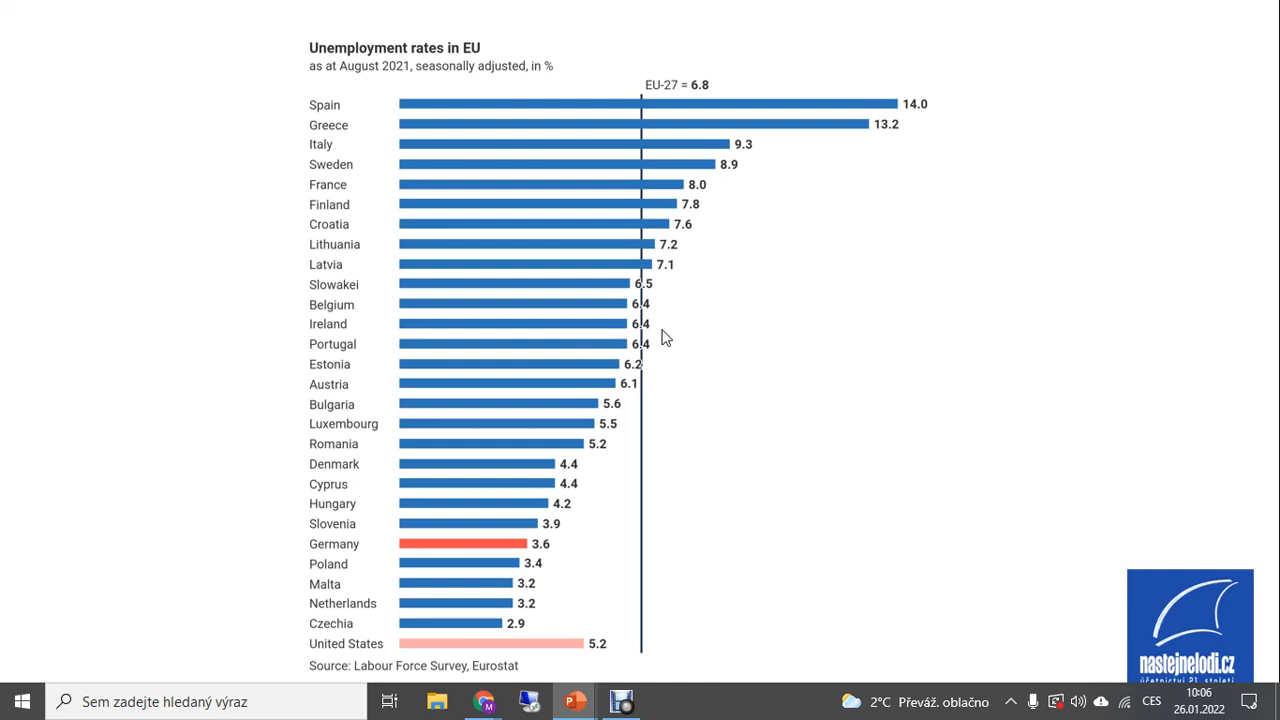 Unemployment rates in EU
as at August 2021, seasonally adjusted, in %
EU-27 = 6.8
Spain 14.0
Greece 13.2
Italy 9.3
Sweden 8.9
France 8.0
Finland 7.8
Croatia 7.6
Lithuania 7.2
Latvia 7.1
Slowakei 6.5
Belgium 6.4
Ireland 6.4
Portugal 6.4
Estonia 6.2
Austria 6.1
Bulgaria 5.6
Luxembourg 5.5
Romania 5.2
Denmark 4.4
Cyprus 4.4
Hungary 4.2
Slovenia 3.9
Germany 3.6
Poland 3.4
Malta 3.2
Netherlands 3.2
Czechia 2.9
United States 5.2
Source: Labour Force Survey, Eurostat
nastejnelodi.cz
účetnictví 21. století
Sem zadejte hledaný výraz
2°C Převáž. oblačno
CES
10:06
26.01.2022